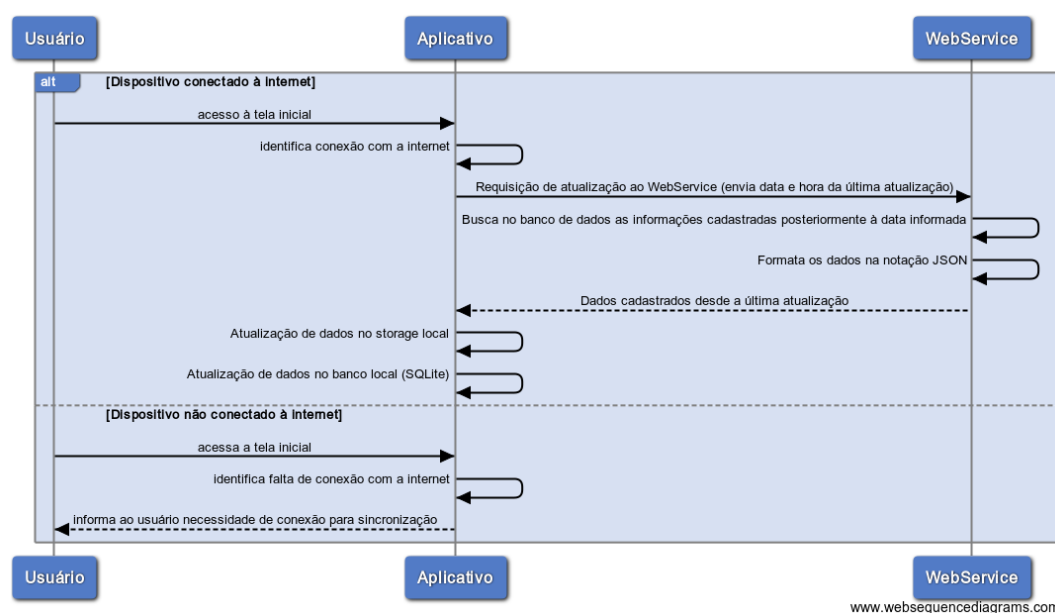 Usuário
Aplicativo
WebService
alt
[Dispositivo conectado à Internet]
acesso à tela inicial
identifica conexão com a internet
Requisição de atualização ao WebService (envia data e hora da última atualização)
Busca no banco de dados as informações cadastradas posteriormente à data informada
Formata os dados na notação JSON
Dados cadastrados desde a última atualização
Atualização de dados no storage local
Atualização de dados no banco local (SQLite)
[Dispositivo não conectado à Internet]
acessa a tela inicial
identifica falta de conexão com a internet
informa ao usuário necessidade de conexão para sincronização
Usuário
Aplicativo
WebService
www.websequencediagrams.com